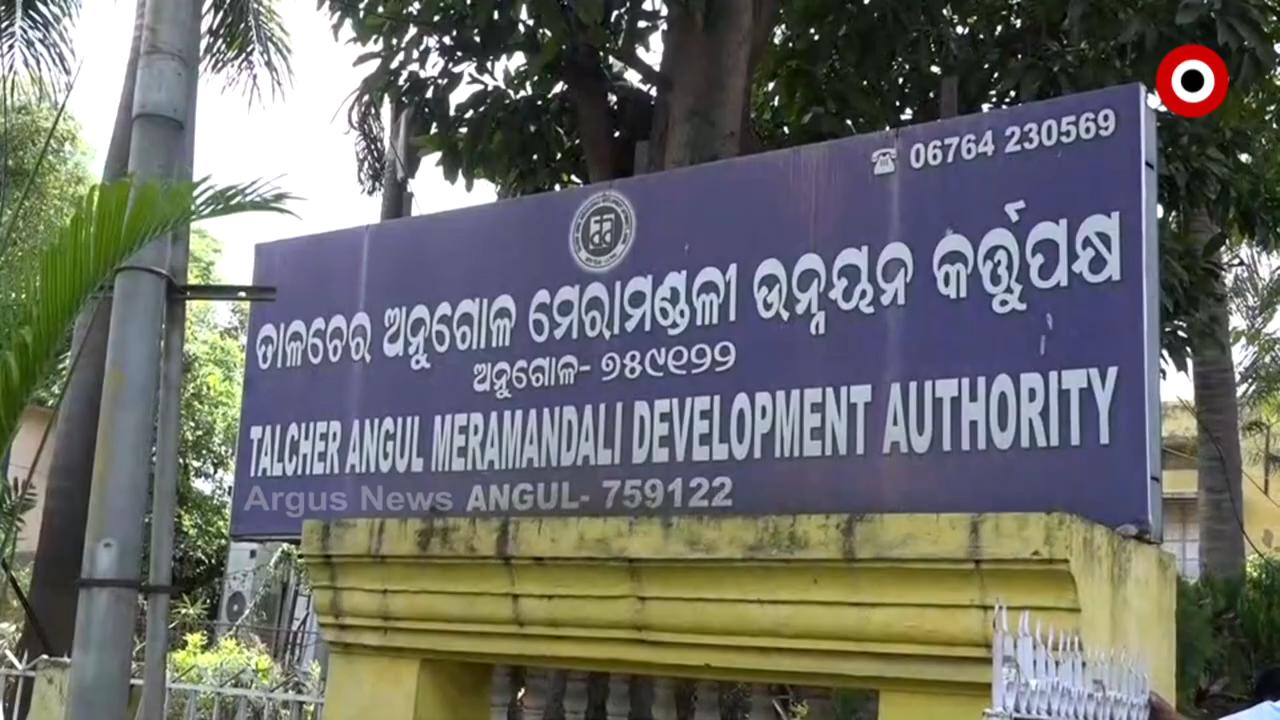 06764 230569
ତାଳଚେର ଅନୁଗୋଳ ମେରାମଣ୍ଡଳୀ ଉନ୍ନୟନ କର୍ତ୍ତୁପକ୍ଷ
ଅନୁଗୋଳ- ୭୫୯୧୨୨
TALCHER ANGUL MERAMANDALI DEVELOPMENT AUTHORITY
Argus News ANGUL- 759122